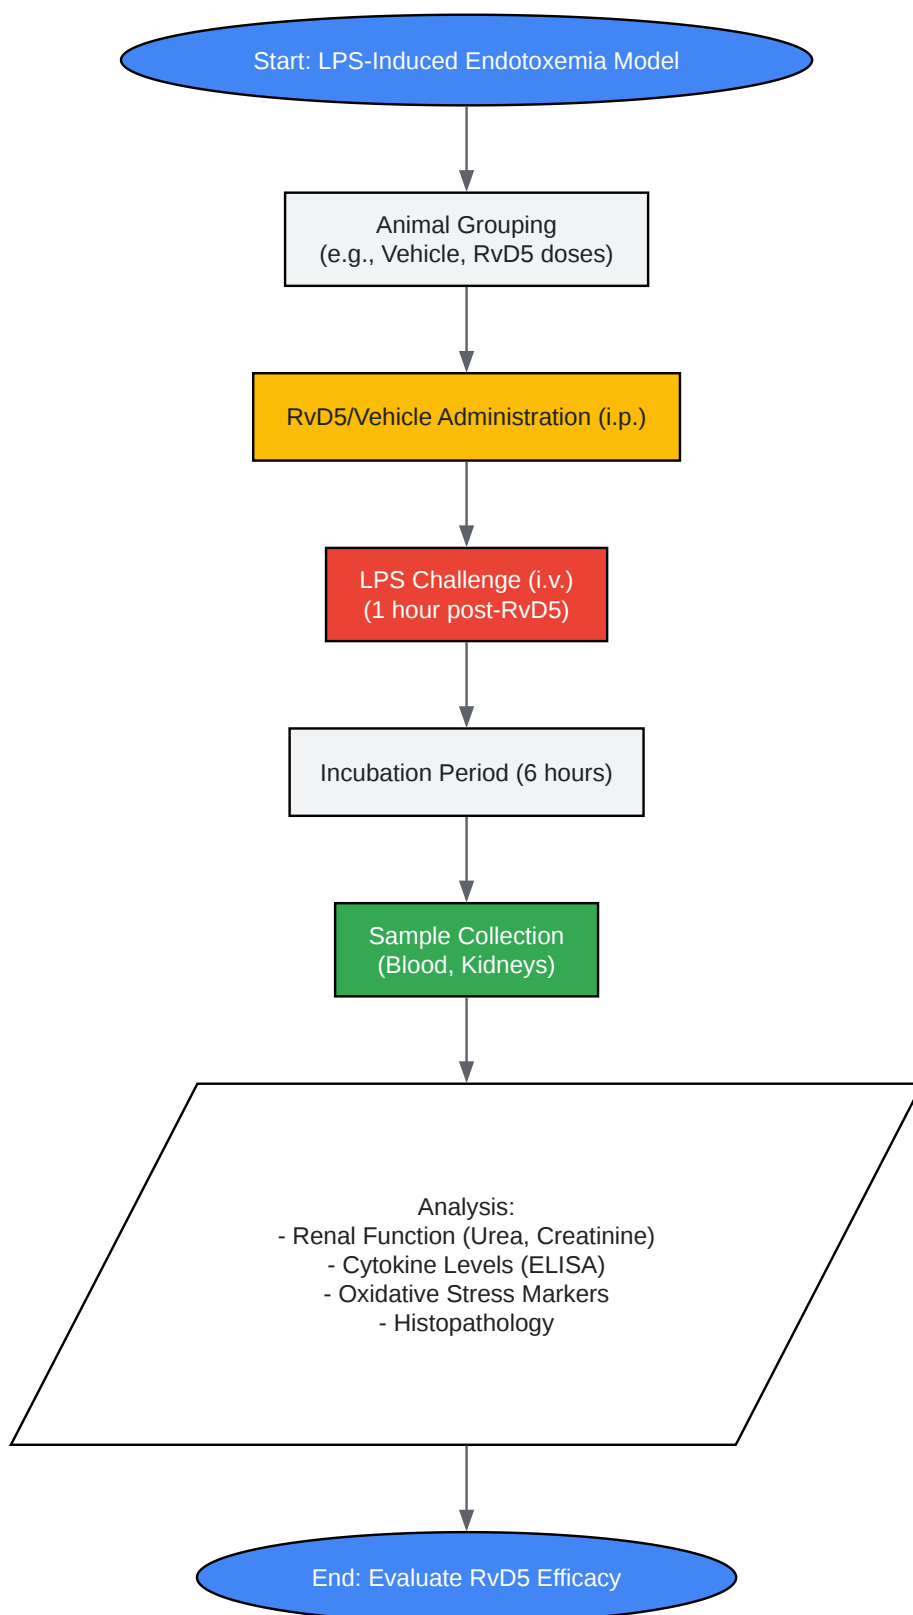 Start: LPS-Induced Endotoxemia Model
Animal Grouping
(e.g., Vehicle, RvD5 doses)
RvD5/Vehicle Administration (i.p.)
LPS Challenge (i.v.)
(1 hour post-RvD5)
Incubation Period (6 hours)
Sample Collection
(Blood, Kidneys)
Analysis:
- Renal Function (Urea, Creatinine)
- Cytokine Levels (ELISA)
- Oxidative Stress Markers
- Histopathology
End: Evaluate RvD5 Efficacy